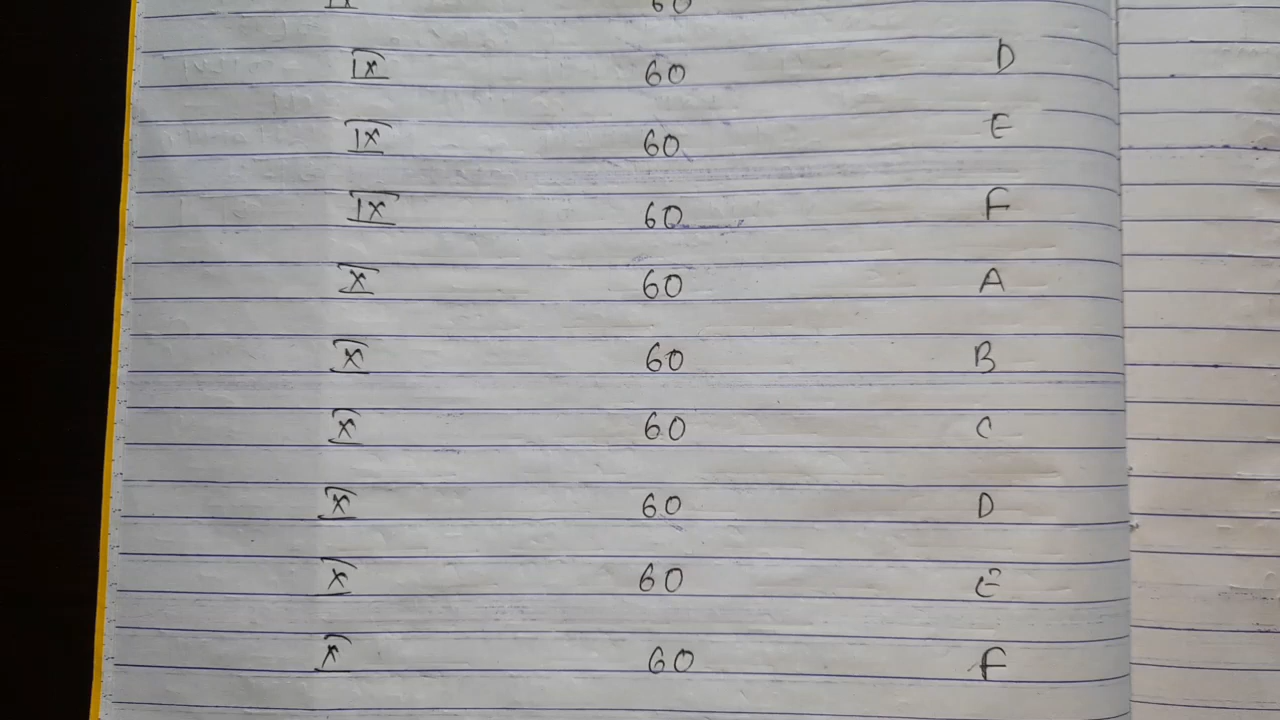 IX 60 D
IX 60 E
IX 60 F
X 60 A
X 60 B
X 60 C
X 60 D
X 60 E
X 60 F